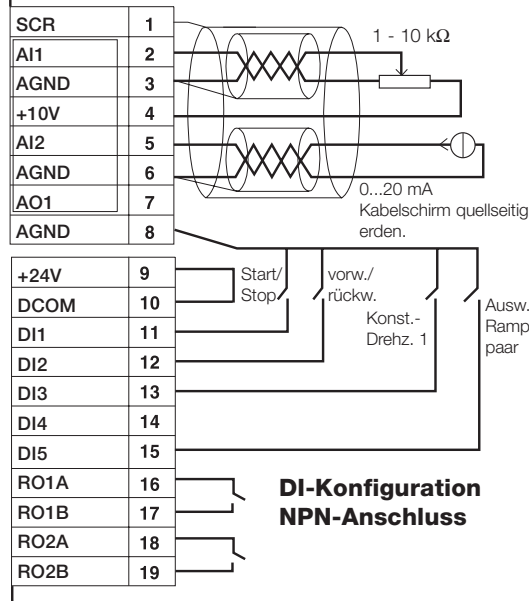 SCR 1
AI1 2
AGND 3
+10V 4
AI2 5
AGND 6
AO1 7
AGND 8
1 - 10 kΩ
0...20 mA
Kabelschirm quellseitig
erden.
+24V 9
DCOM 10
DI1 11
DI2 12
DI3 13
DI4 14
DI5 15
RO1A 16
RO1B 17
RO2A 18
RO2B 19
Start/
Stop
vorw./
rückw.
Konst.-
Drehz. 1
Ausw.
Ramp
paar
DI-Konfiguration
NPN-Anschluss